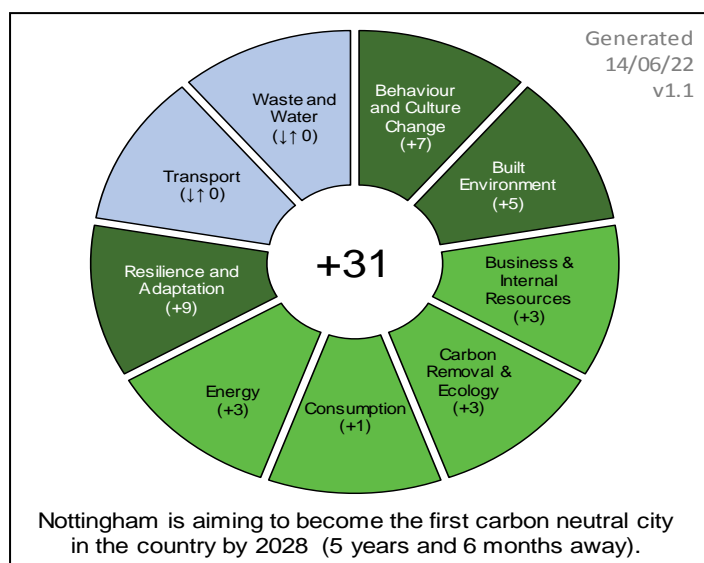 Generated
14/06/22
v1.1
Waste and
Water
(↓↑ 0)
Behaviour
and Culture
Change
(+7)
Built
Environment
(+5)
Business &
Internal
Resources
(+3)
Carbon
Removal &
Ecology
(+3)
Consumption
(+1)
Energy
(+3)
Resilience and
Adaptation
(+9)
Transport
(↓↑ 0)
+31
Nottingham is aiming to become the first carbon neutral city
in the country by 2028 (5 years and 6 months away).